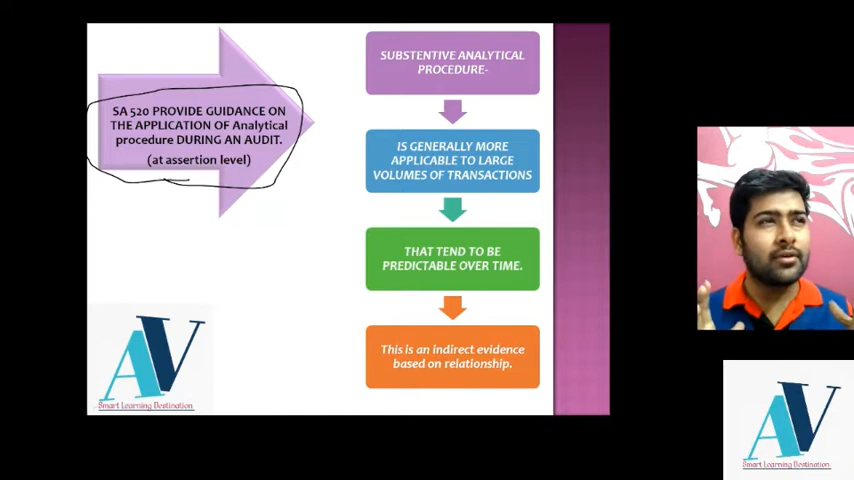 SA 520 PROVIDE GUIDANCE ON
THE APPLICATION OF Analytical
procedure DURING AN AUDIT.
(at assertion level)
SUBSTENTIVE ANALYTICAL
PROCEDURE-
IS GENERALLY MORE
APPLICABLE TO LARGE
VOLUMES OF TRANSACTIONS
THAT TEND TO BE
PREDICTABLE OVER TIME.
This is an indirect evidence
based on relationship.
AV
Smart Learning Destination
AV
Smart Learning Destination